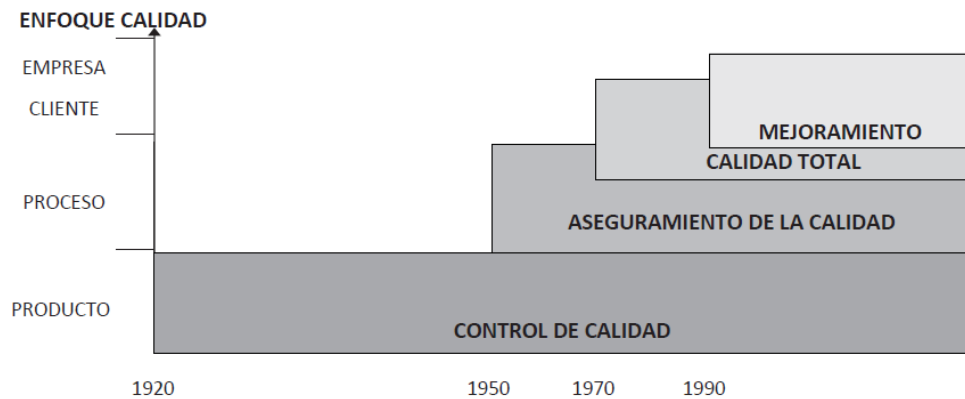 ENFOQUE CALIDAD
EMPRESA
CLIENTE
MEJORAMIENTO
CALIDAD TOTAL
PROCESO
ASEGURAMIENTO DE LA CALIDAD
PRODUCTO
CONTROL DE CALIDAD
1920 1950 1970 1990